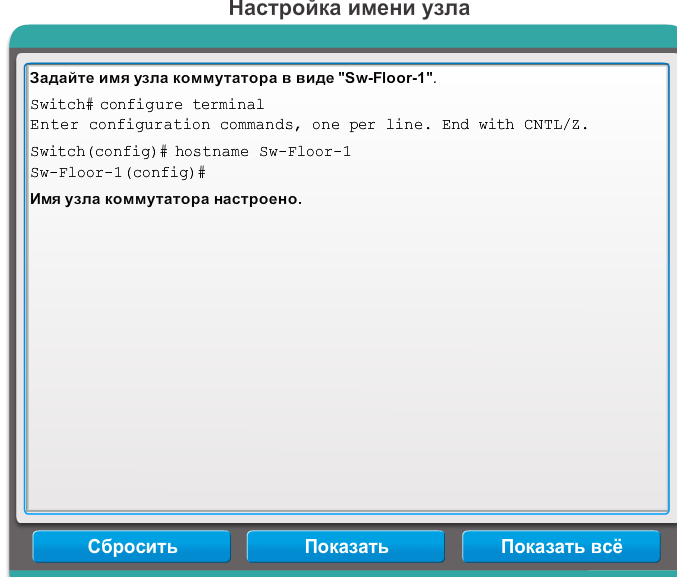 Настройка имени узла
Задайте имя узла коммутатора в виде "Sw-Floor-1".
Switch# configure terminal
Enter configuration commands, one per line. End with CNTL/Z.
Switch(config)# hostname Sw-Floor-1
Sw-Floor-1(config)#
Имя узла коммутатора настроено.
Сбросить Показать Показать всё